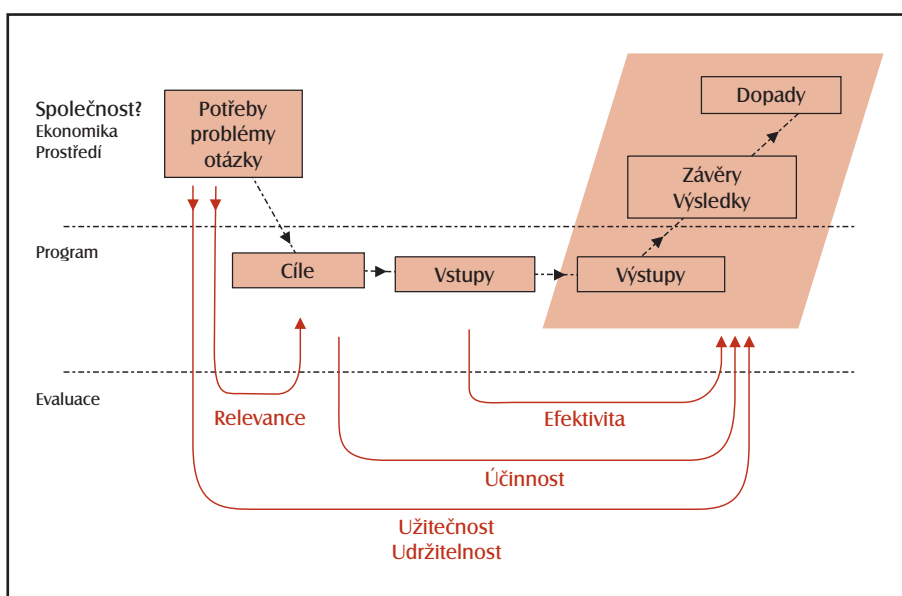 Společnost?
Ekonomika
Prostředí
Potřeby
problémy
otázky
Dopady
Závěry
Výsledky
Program
Cíle
Vstupy
Výstupy
Evaluace
Relevance
Efektivita
Účinnost
Užitečnost
Udržitelnost